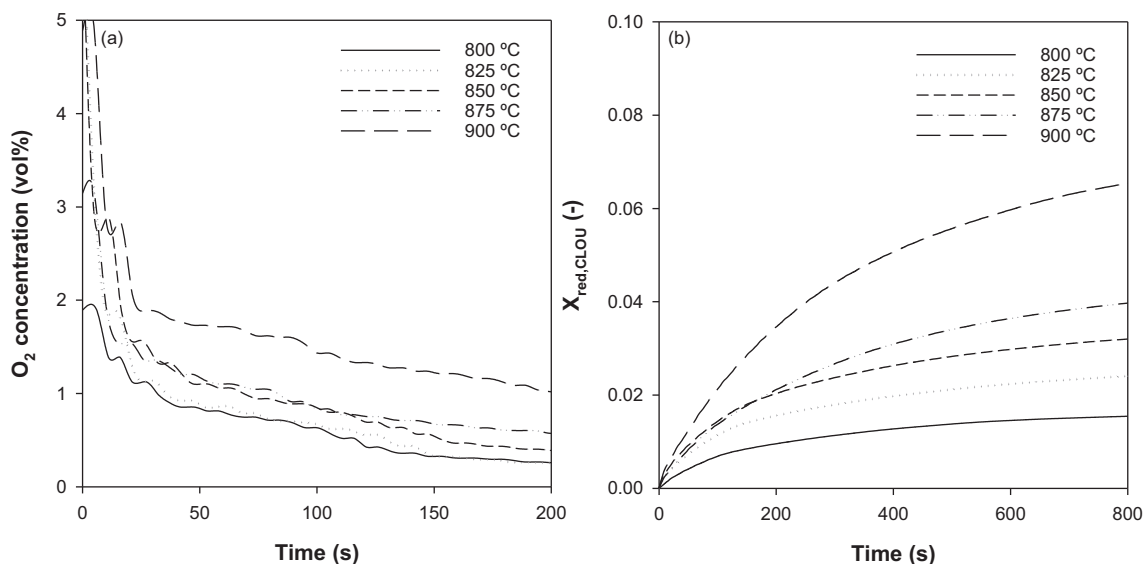 (a)
800 ºC
825 ºC
850 ºC
875 ºC
900 ºC
5
4
3
2
1
0
O2 concentration (vol%)
0 50 100 150 200
Time (s)
(b)
800 ºC
825 ºC
850 ºC
875 ºC
900 ºC
0.10
0.08
0.06
0.04
0.02
0.00
Xred,CLOU (-)
0 200 400 600 800
Time (s)